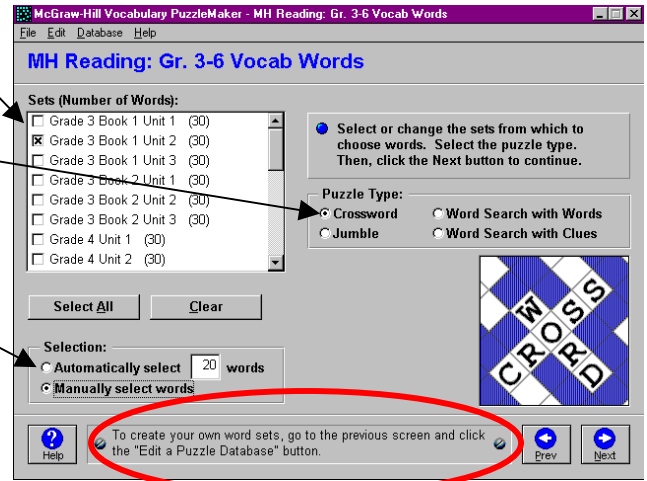 McGraw-Hill Vocabulary PuzzleMaker - MH Reading: Gr. 3-6 Vocab Words
File Edit Database Help
MH Reading: Gr. 3-6 Vocab Words
Sets (Number of Words):
Grade 3 Book 1 Unit 1 (30)
Grade 3 Book 1 Unit 2 (30)
Grade 3 Book 1 Unit 3 (30)
Grade 3 Book 2 Unit 1 (30)
Grade 3 Book 2 Unit 2 (30)
Grade 3 Book 2 Unit 3 (30)
Grade 4 Unit 1 (30)
Grade 4 Unit 2 (30)
Select or change the sets from which to
choose words. Select the puzzle type.
Then, click the Next button to continue.
Puzzle Type:
Crossword Word Search with Words
Jumble Word Search with Clues
Select All Clear
Selection:
Automatically select 20 words
Manually select words
CROSS
WORD
Help
To create your own word sets, go to the previous screen and click
the "Edit a Puzzle Database" button.
Prev Next